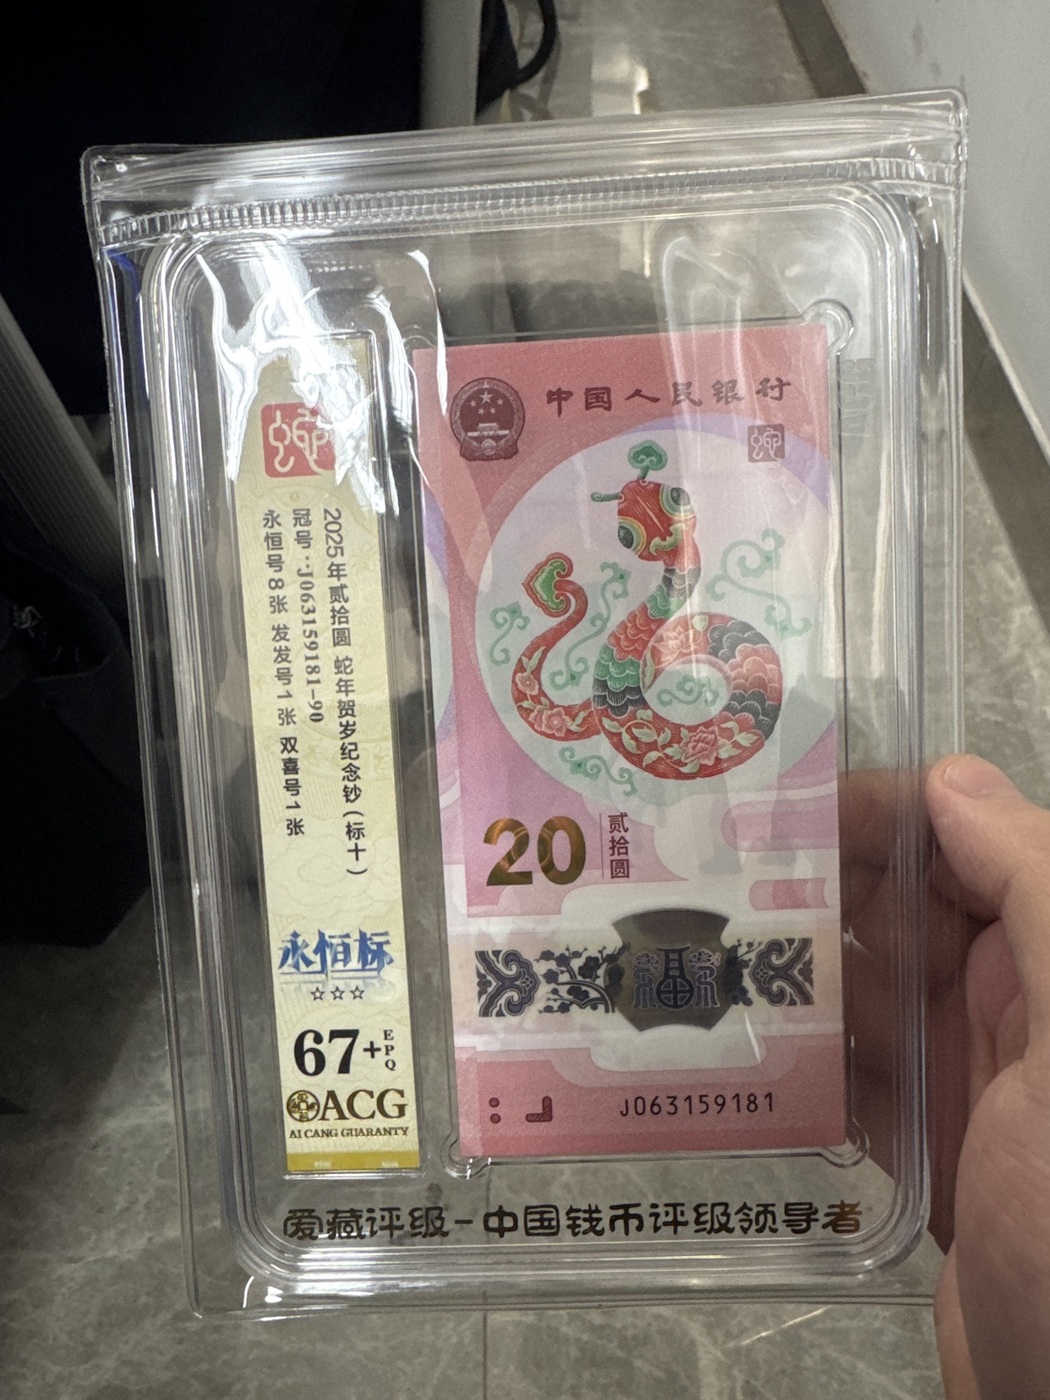 2025年贰拾圆 蛇年贺岁纪念钞(标十)
冠号:J063159181-90
永恒号8张 发发号1张 双喜号1张
永恒标
☆☆☆
67+EPQ
ACG
AI CANG GUARANTY
中国人民银行
20
贰拾圆
福
J063159181
爱藏评级-中国钱币评级领导者